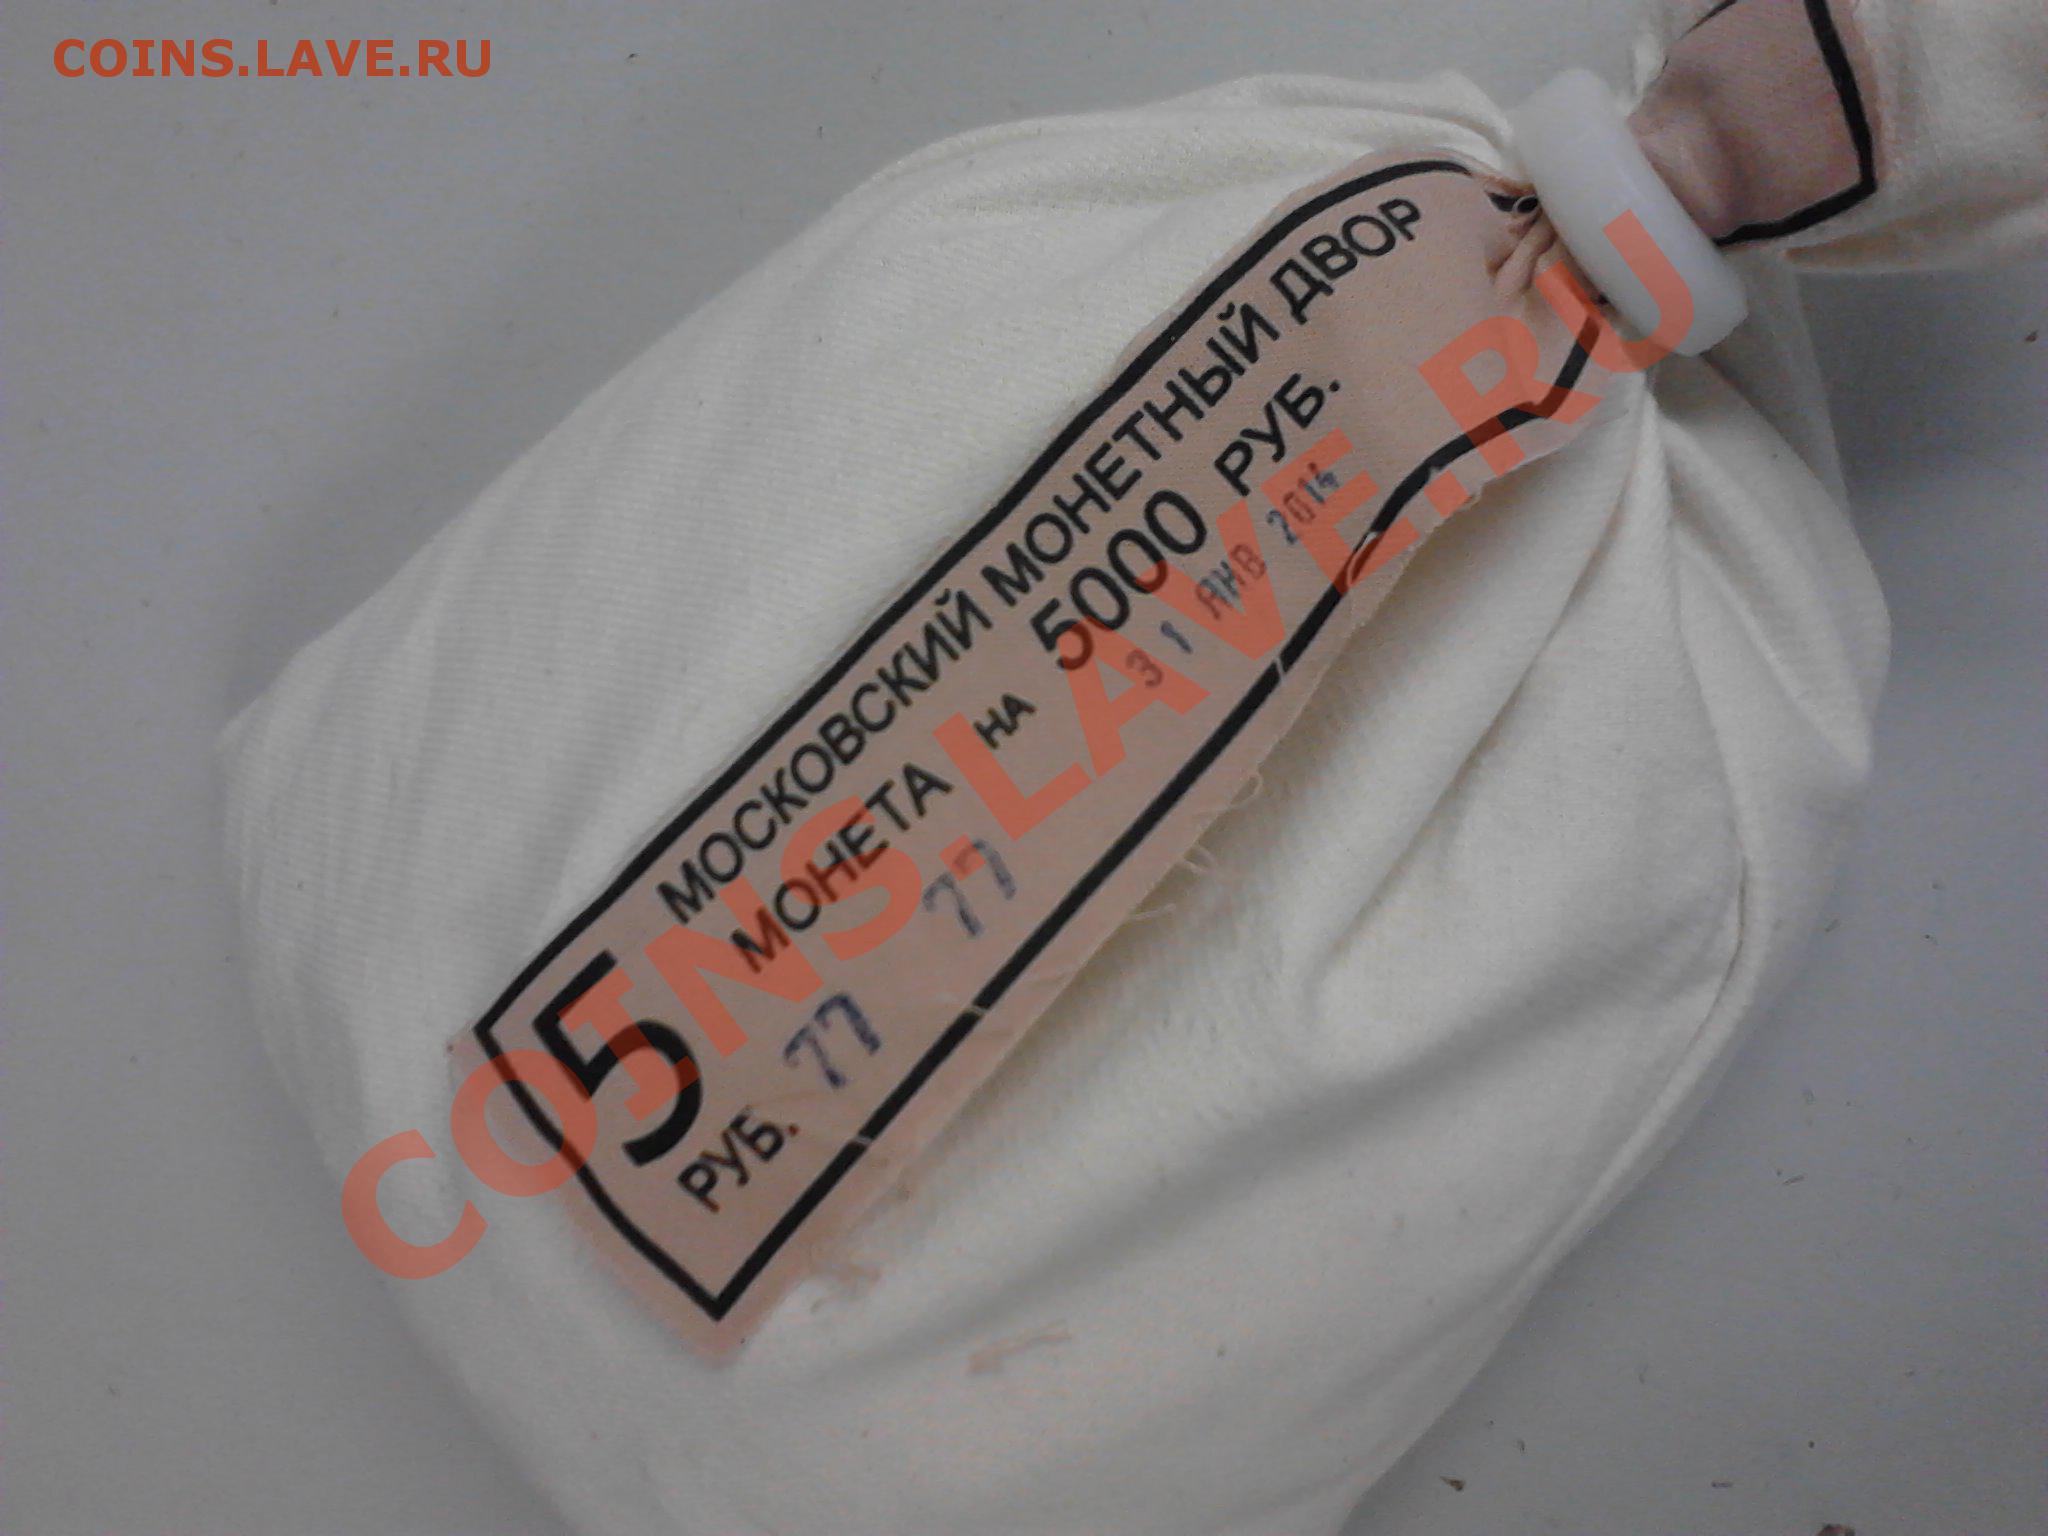 COINS.LAVE.RU
МОСКОВСКИЙ МОНЕТНЫЙ ДВОР
5 МОНЕТА НА 5000 РУБ.
РУБ. 77 77 31 ЯНВ 2014
COINS.LAVE.RU